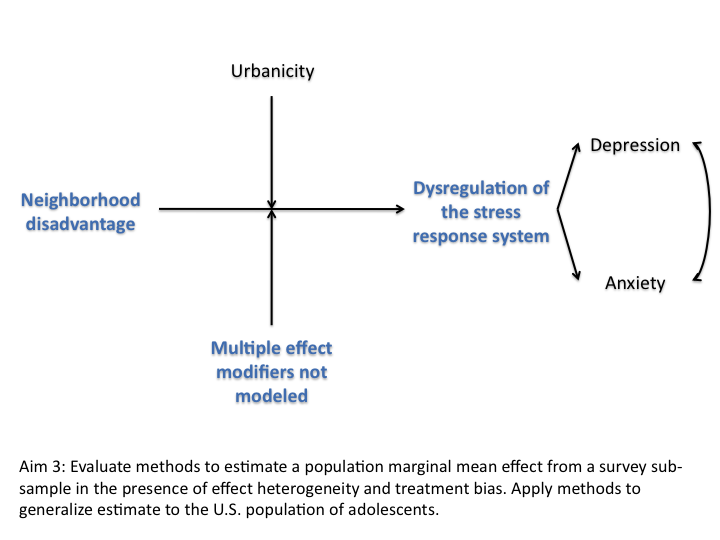 Urbanicity
Depression
Neighborhood
disadvantage
Dysregulation of
the stress
response system
Anxiety
Multiple effect
modifiers not
modeled
Aim 3: Evaluate methods to estimate a population marginal mean effect from a survey sub-
sample in the presence of effect heterogeneity and treatment bias. Apply methods to
generalize estimate to the U.S. population of adolescents.